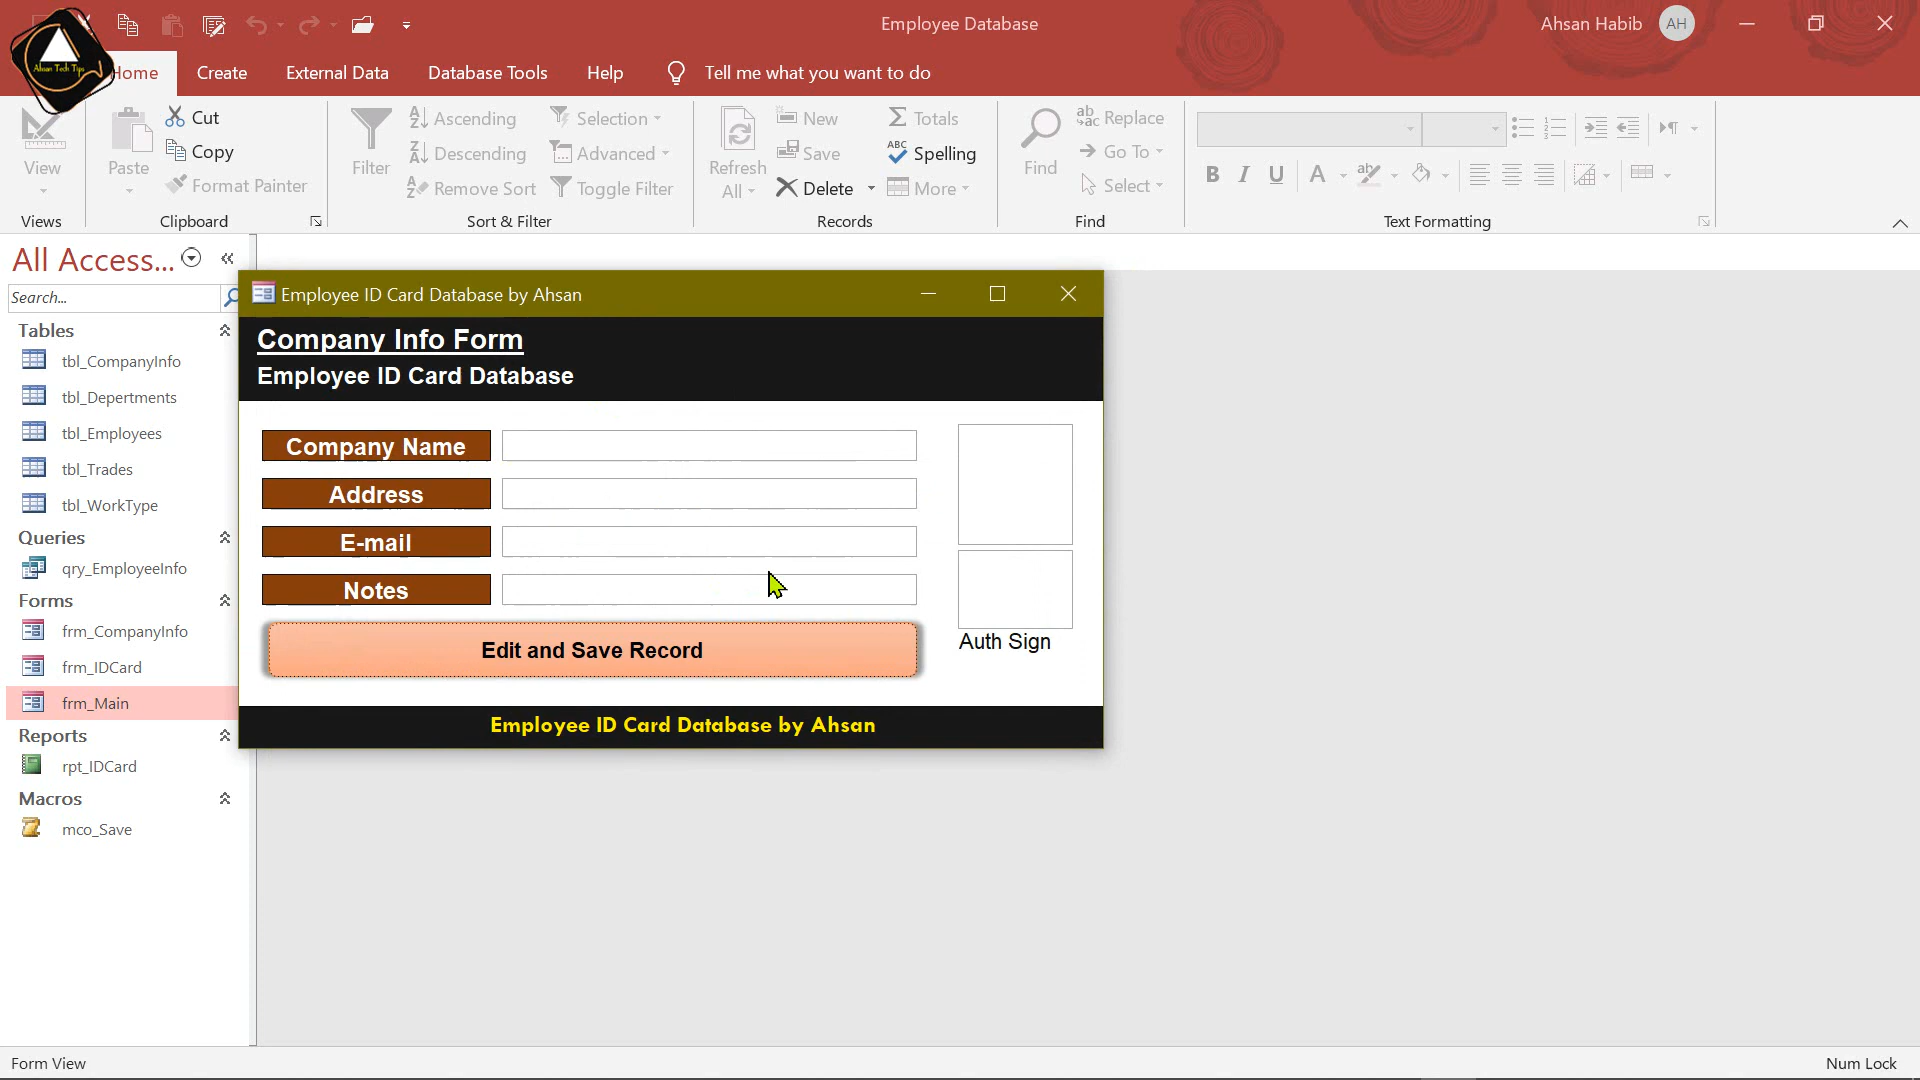 Employee Database
Ahsan Habib
AH
Ahsan Tech Tips
Home
Create
External Data
Database Tools
Help
Tell me what you want to do
View
Paste
Cut
Copy
Format Painter
Filter
Ascending
Descending
Remove Sort
Selection
Advanced
Toggle Filter
Refresh
All
New
Save
Delete
Totals
Spelling
More
Find
Replace
Go To
Select
B I U A
Views
Clipboard
Sort & Filter
Records
Find
Text Formatting
All Access...
Search...
Tables
tbl_CompanyInfo
tbl_Depertments
tbl_Employees
tbl_Trades
tbl_WorkType
Queries
qry_EmployeeInfo
Forms
frm_CompanyInfo
frm_IDCard
frm_Main
Reports
rpt_IDCard
Macros
mco_Save
Employee ID Card Database by Ahsan
Company Info Form
Employee ID Card Database
Company Name
Address
E-mail
Notes
Edit and Save Record
Auth Sign
Employee ID Card Database by Ahsan
Form View
Num Lock